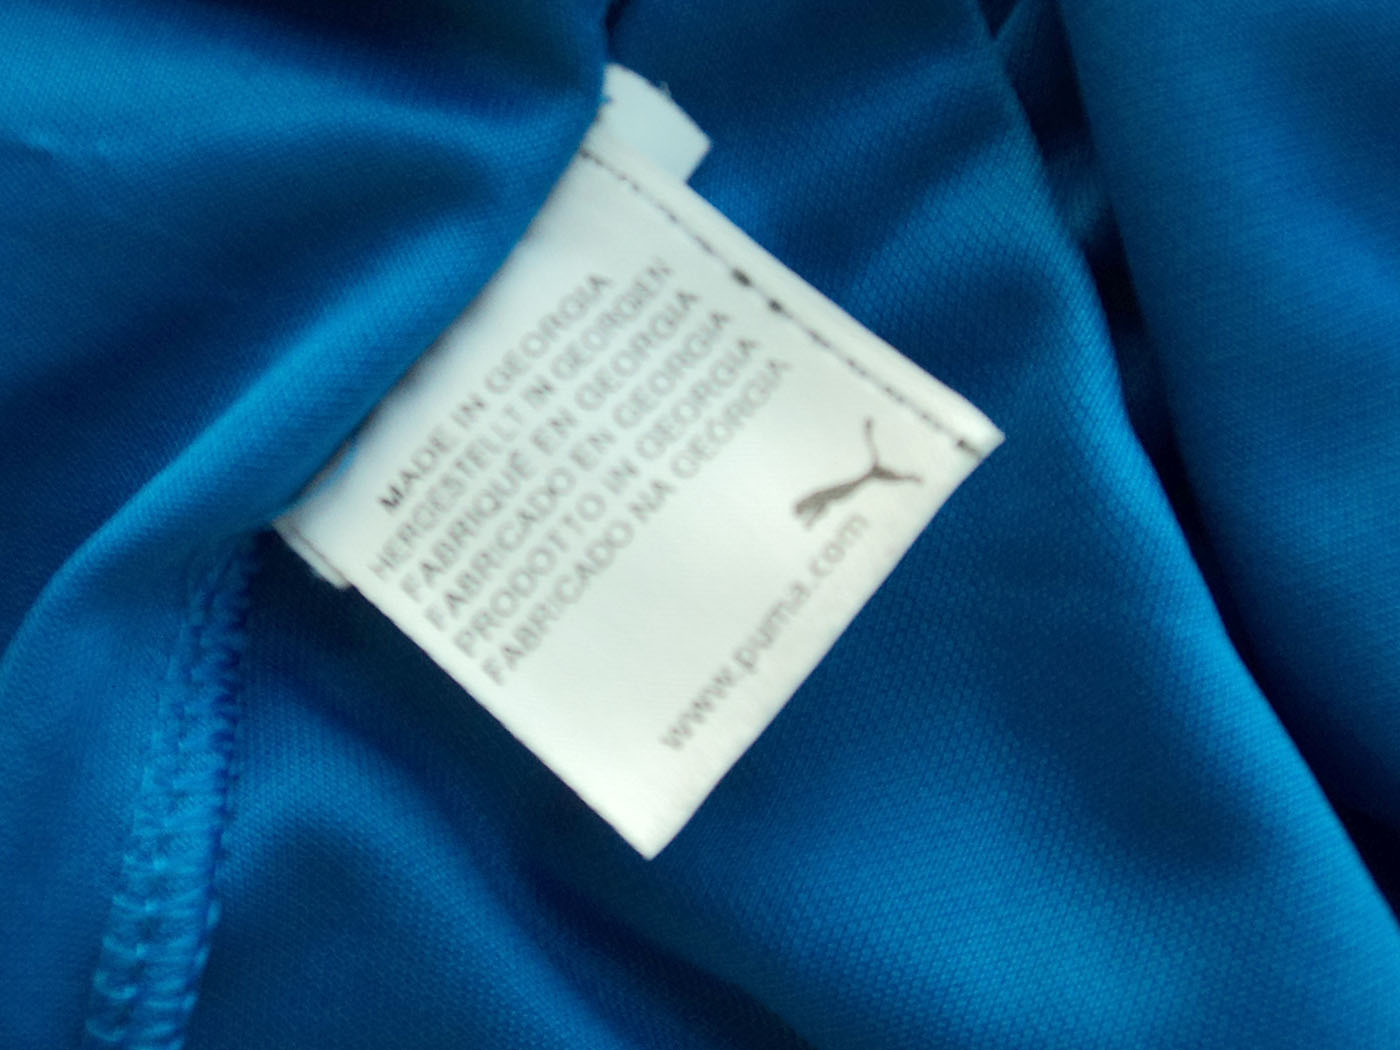 MADE IN GEORGIA
HERGESTELLT IN GEORGIEN
FABRIQUÉ EN GEORGIA
FABRICADO EN GEORGIA
PRODOTTO IN GEORGIA
FABRICADO NA GEORGIA
www.puma.com